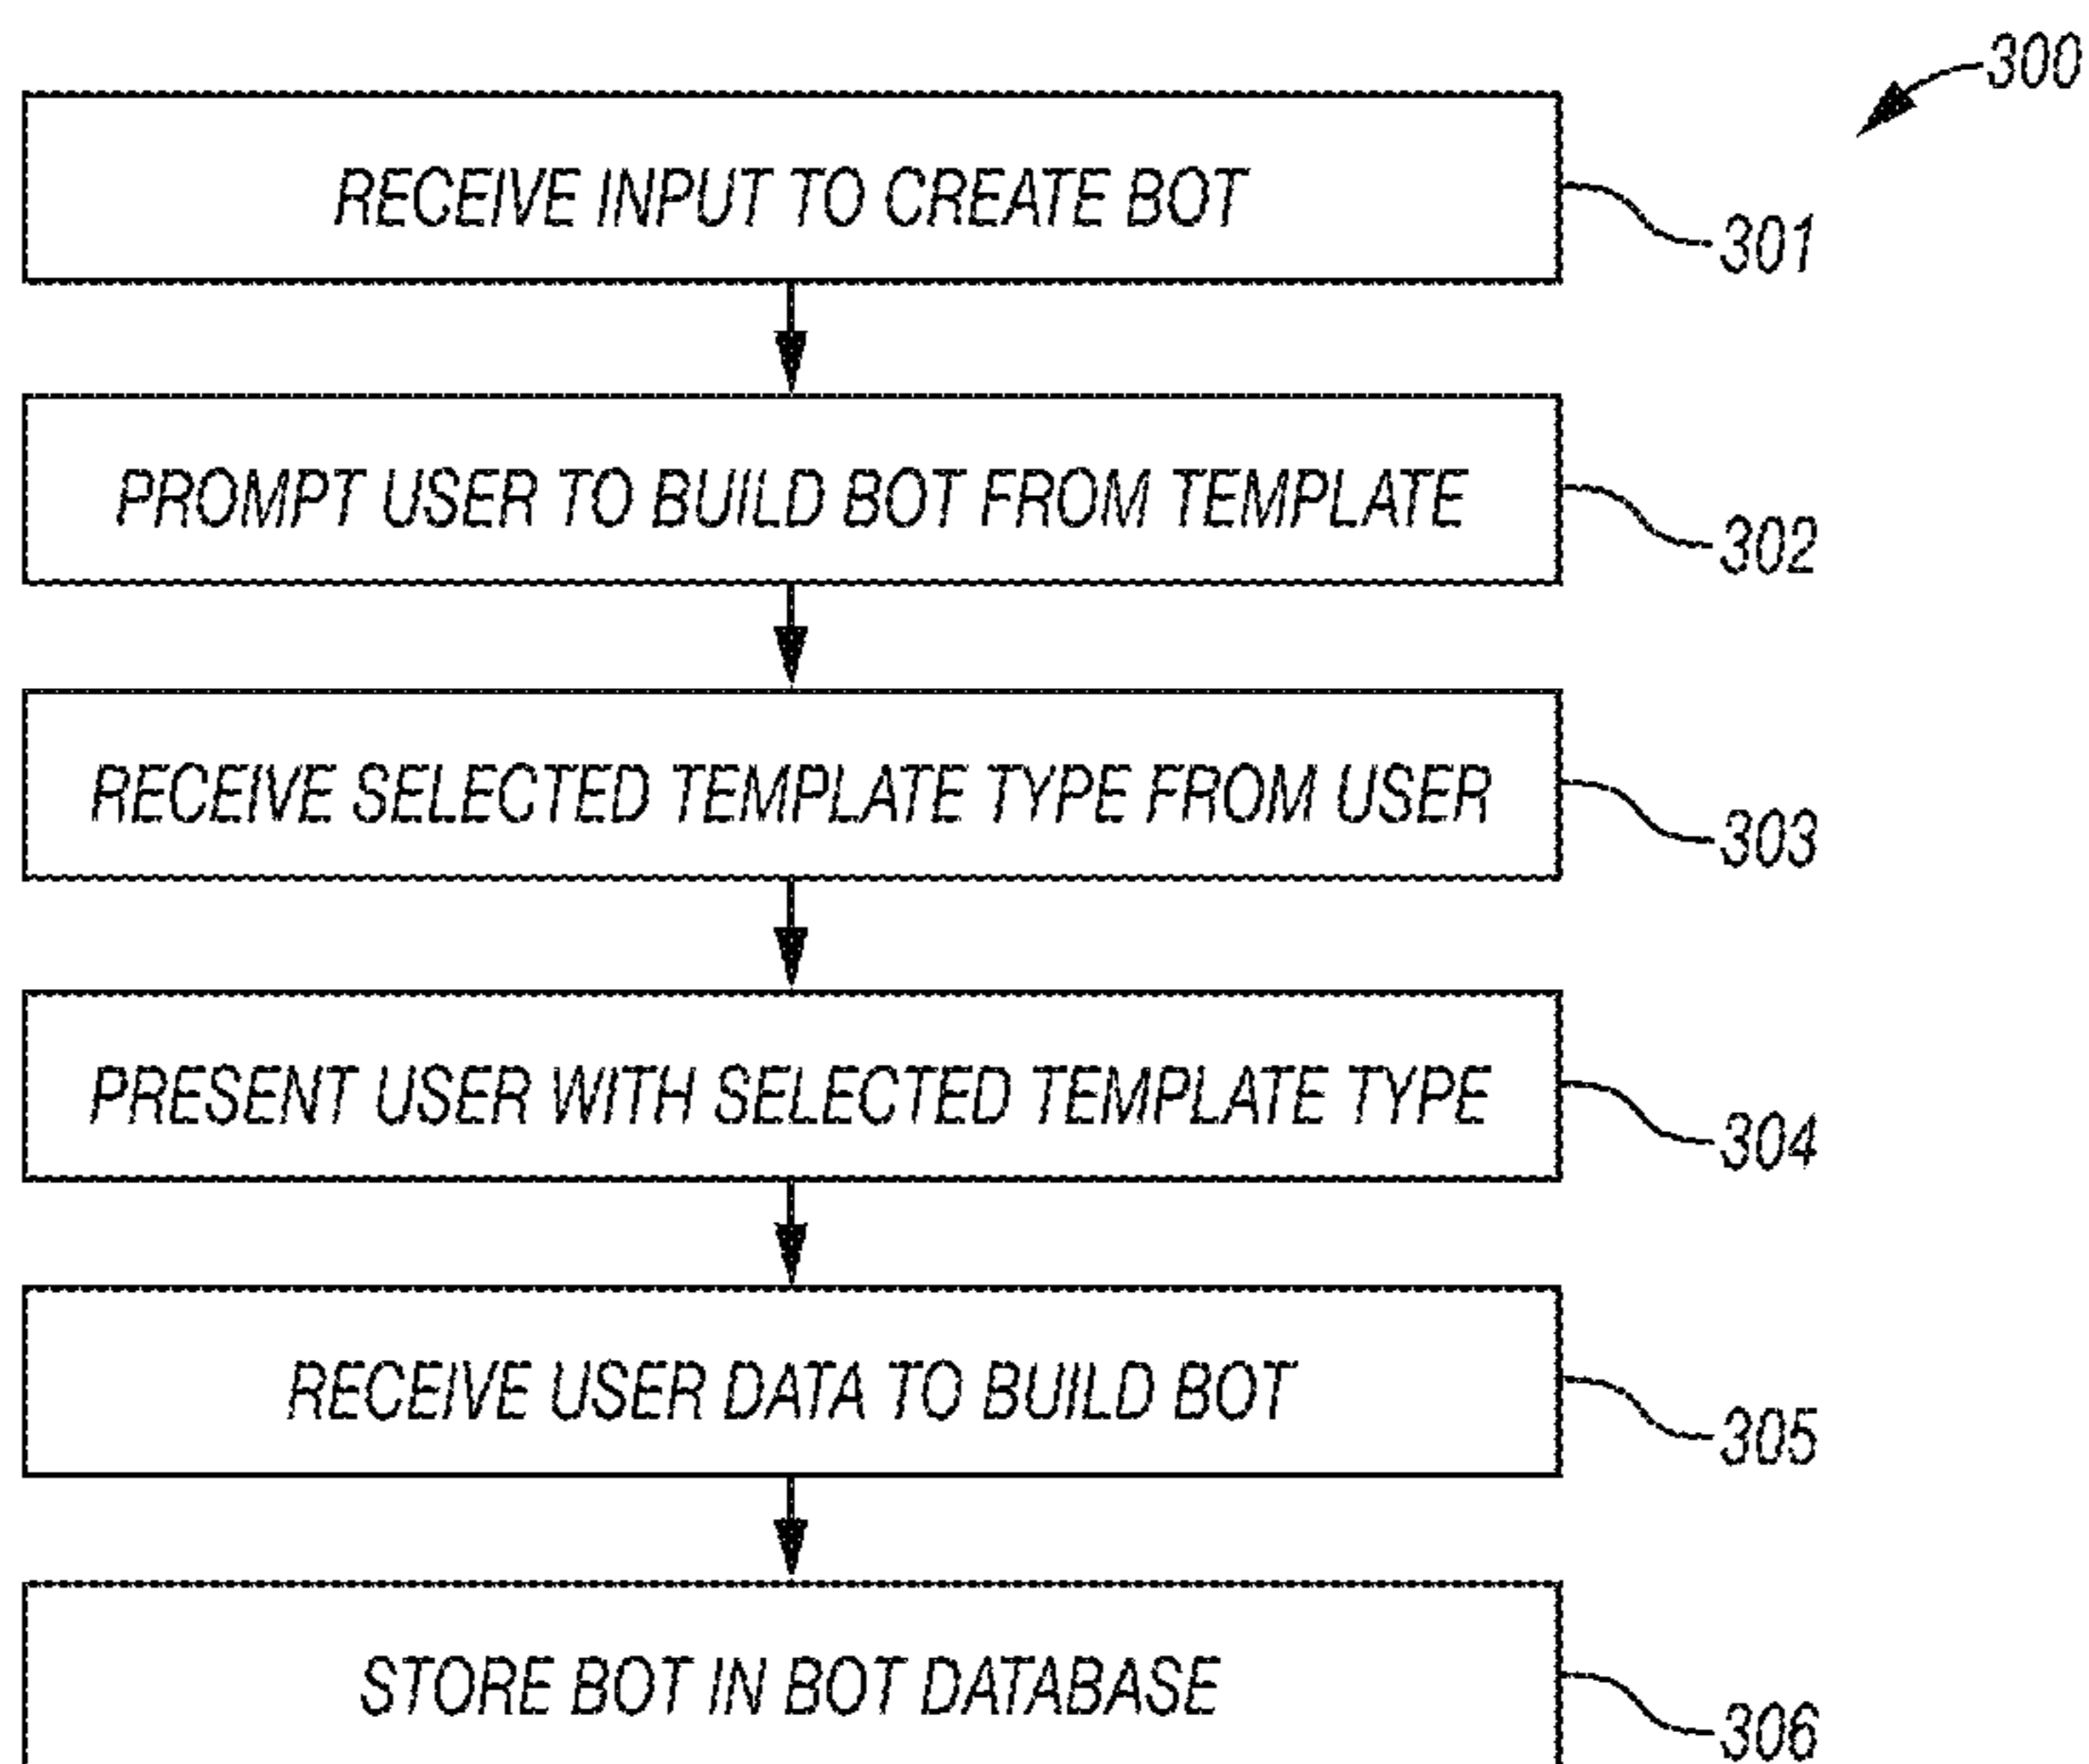 300
RECEIVE INPUT TO CREATE BOT
301
PROMPT USER TO BUILD BOT FROM TEMPLATE
302
RECEIVE SELECTED TEMPLATE TYPE FROM USER
303
PRESENT USER WITH SELECTED TEMPLATE TYPE
304
RECEIVE USER DATA TO BUILD BOT
305
STORE BOT IN BOT DATABASE
306